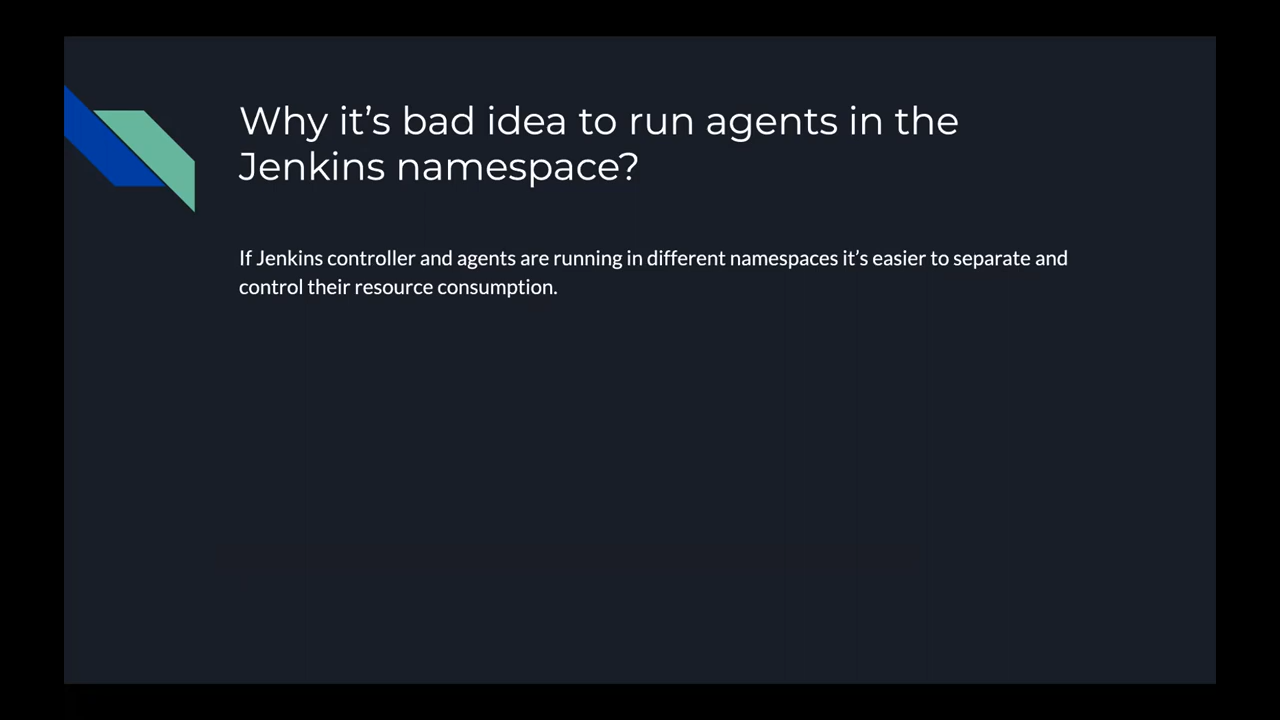 Why it’s bad idea to run agents in the
Jenkins namespace?
If Jenkins controller and agents are running in different namespaces it’s easier to separate and
control their resource consumption.